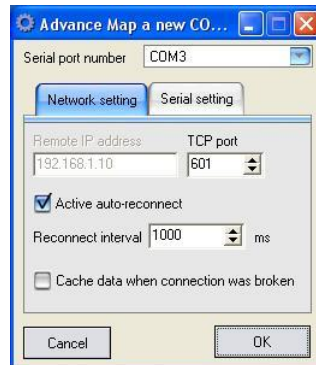 Advance Map a new CO...
Serial port number COM3
Network setting Serial setting
Remote IP address TCP port
192.168.1.10 601
Active auto-reconnect
Reconnect interval 1000 ms
Cache data when connection was broken
Cancel OK